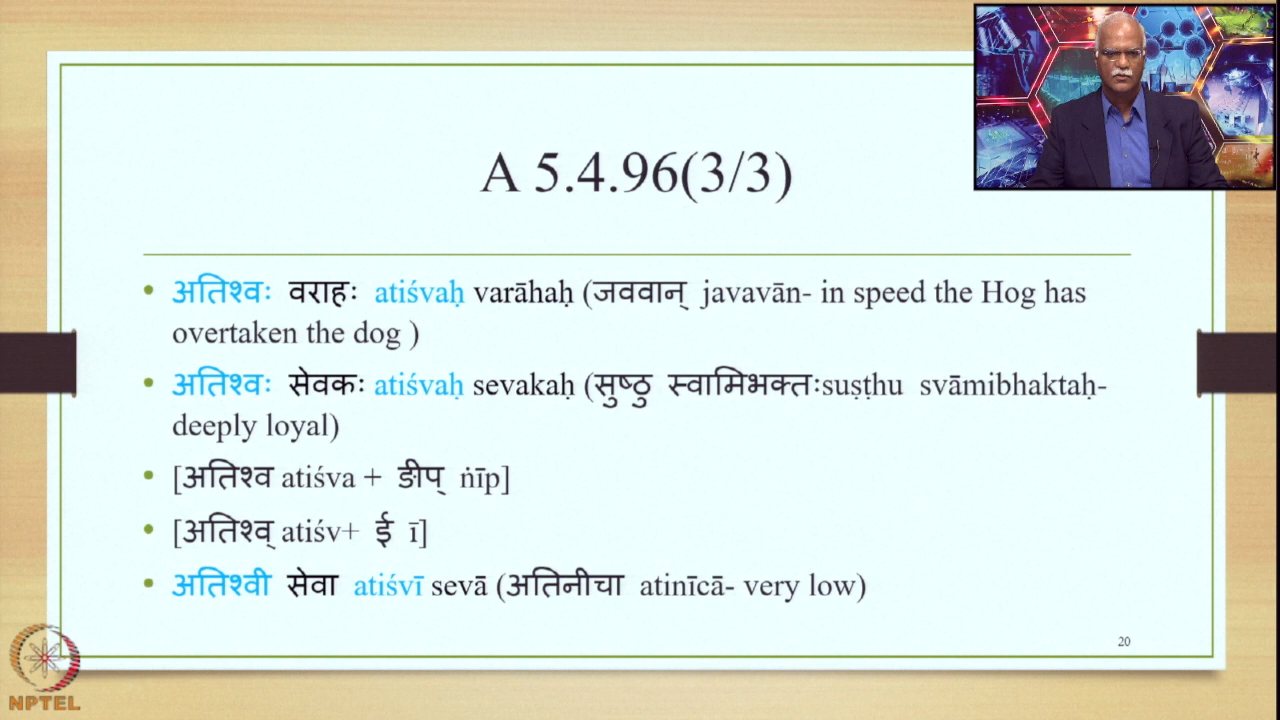 A 5.4.96(3/3)
• अतिश्वः वराहः atiśvaḥ varāhaḥ (जववान् javavān- in speed the Hog has
overtaken the dog )
• अतिश्वः सेवकः atiśvaḥ sevakaḥ (सुष्ठु स्वामिभक्तःsuṣṭhu svāmibhaktaḥ-
deeply loyal)
• [अतिश्व atiśva + ङीप् ṅīp]
• [अतिश्व् atiśv+ ई ī]
• अतिश्वी सेवा atiśvī sevā (अतिनीचा atinīcā- very low)
20
NPTEL